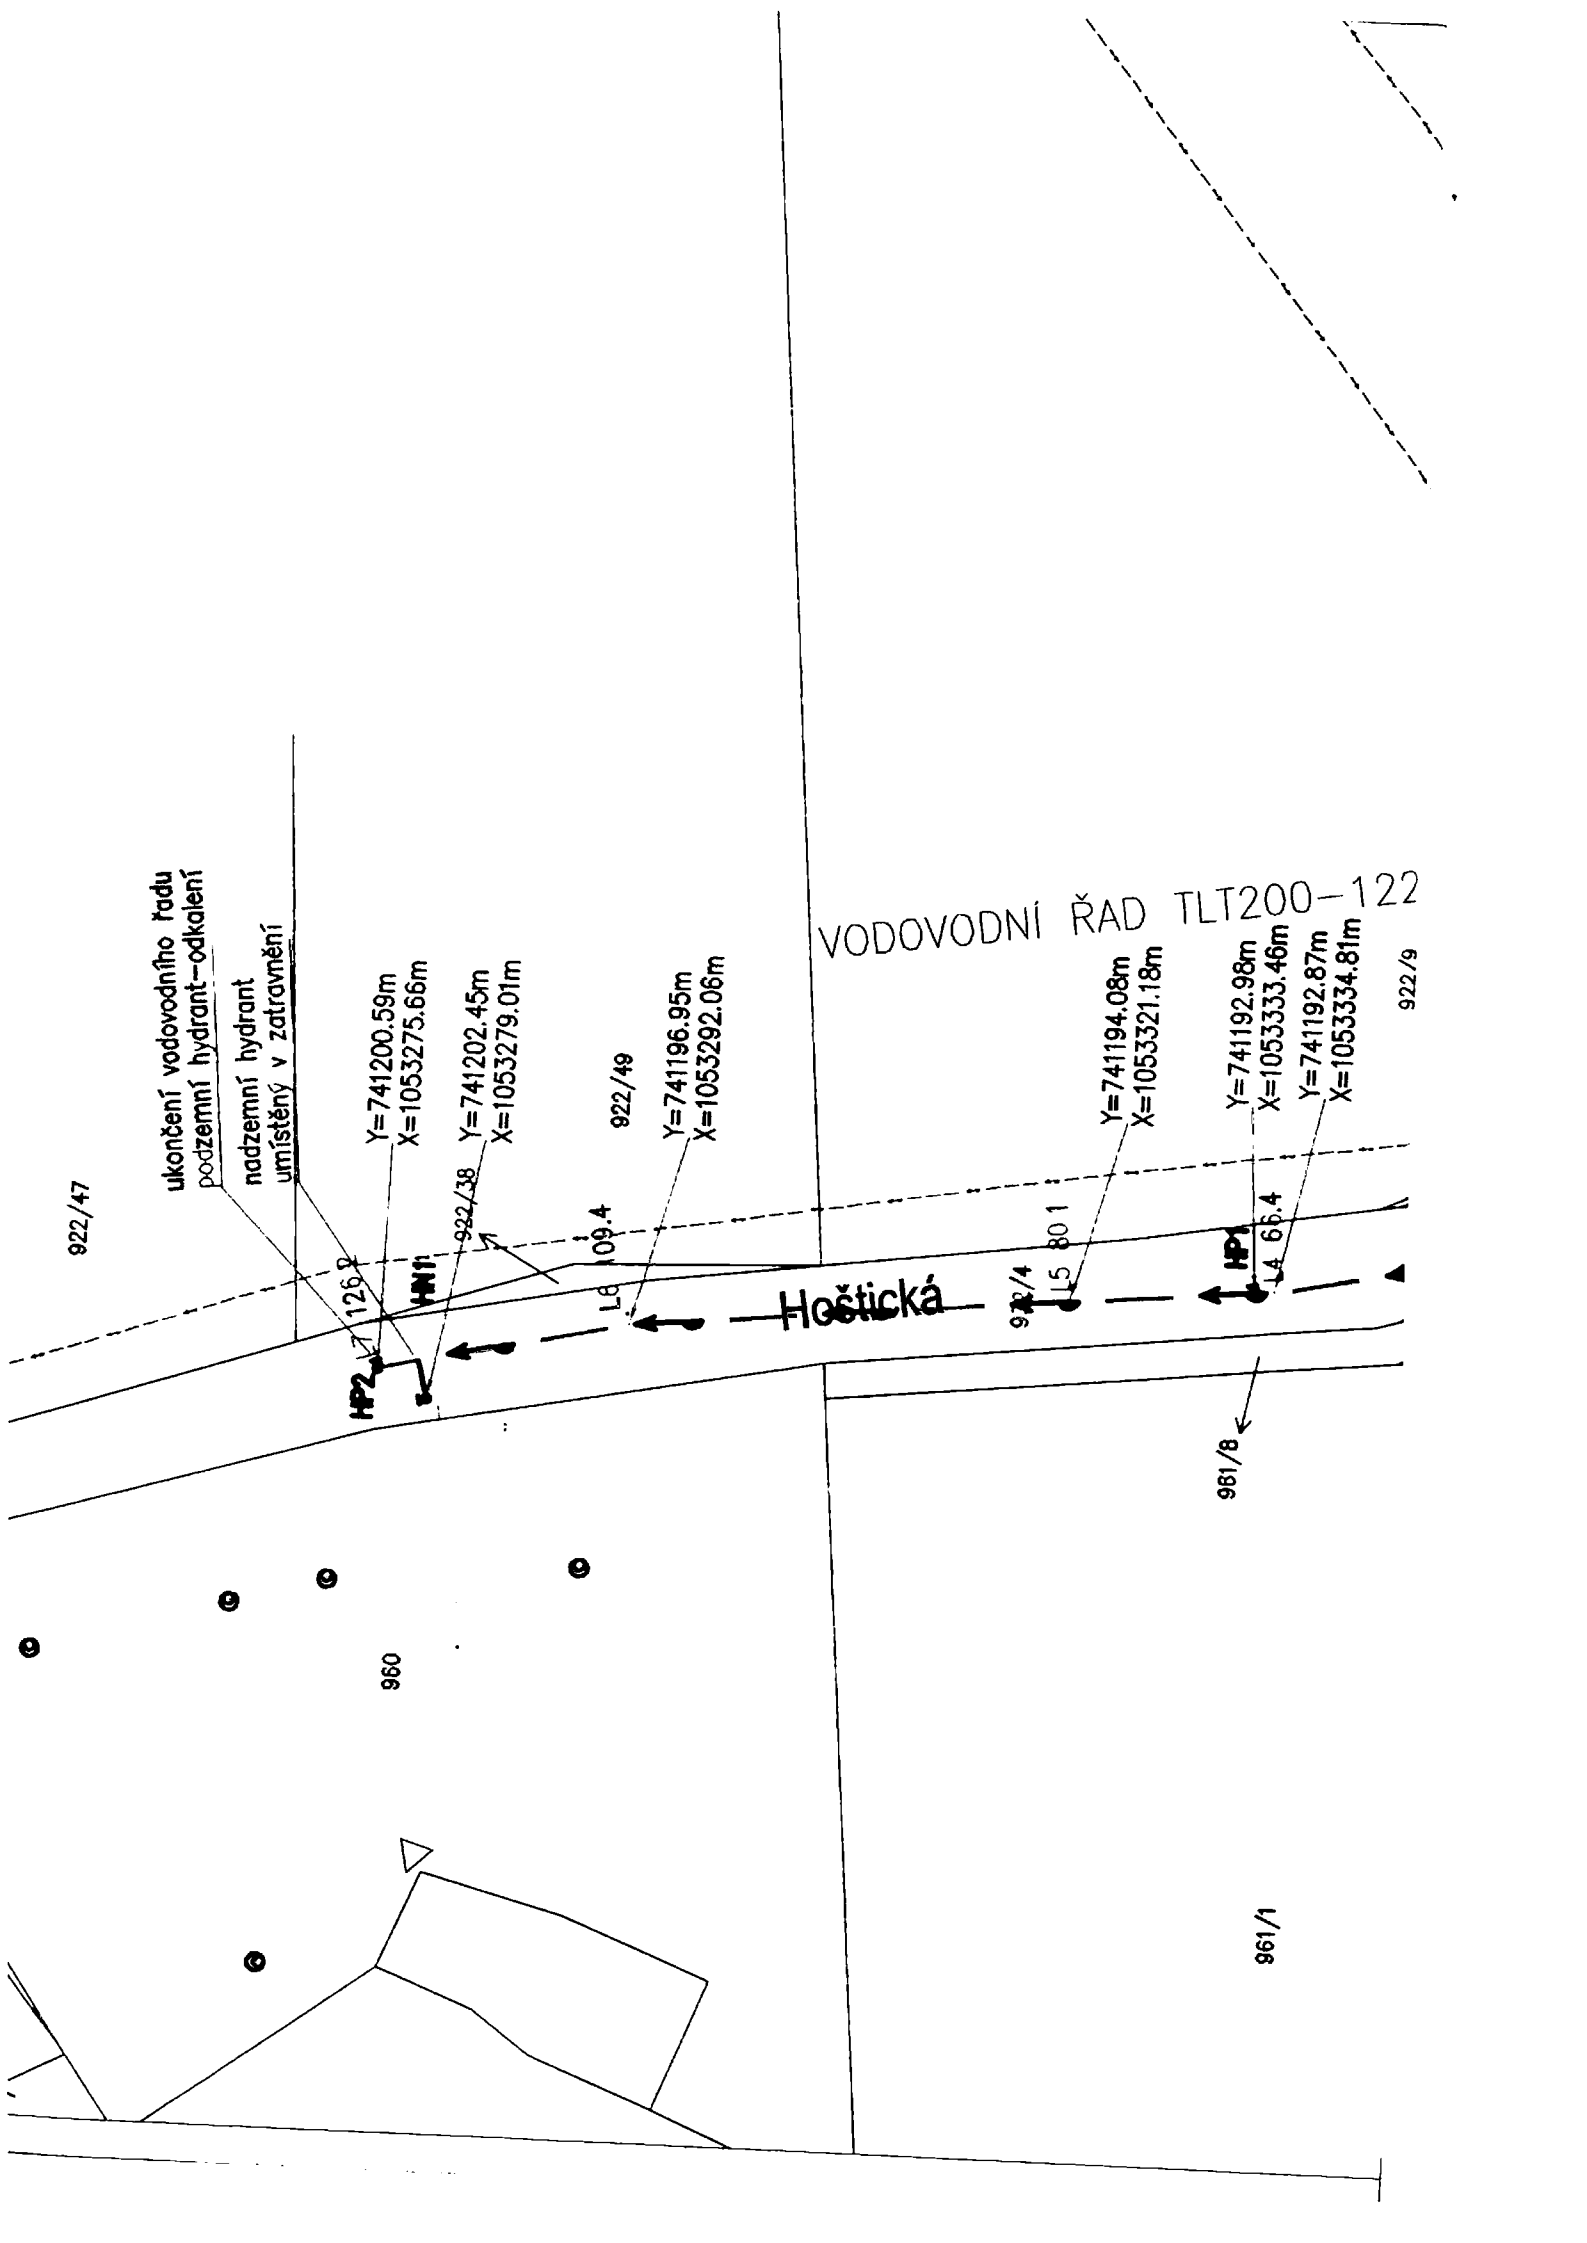 922/47
ukončení vodovodního řadu
podzemní hydrant-odkalení
nadzemní hydrant
umístěný v zatravnění
Y=741200.59m
X=1053275.66m
Y=741202.45m
X=1053279.01m
922/38
922/49
Y=741196.95m
X=1053292.06m
VODOVODNÍ ŘAD TLT200-122
Y=741194.08m
X=1053321.18m
Y=741192.98m
X=1053333.46m
Y=741192.87m
X=1053334.81m
922/9
HP2
HN1
L6 109.4
Hoštická
L5 80.1
HP1
L4 66.4
961/8
960
961/1